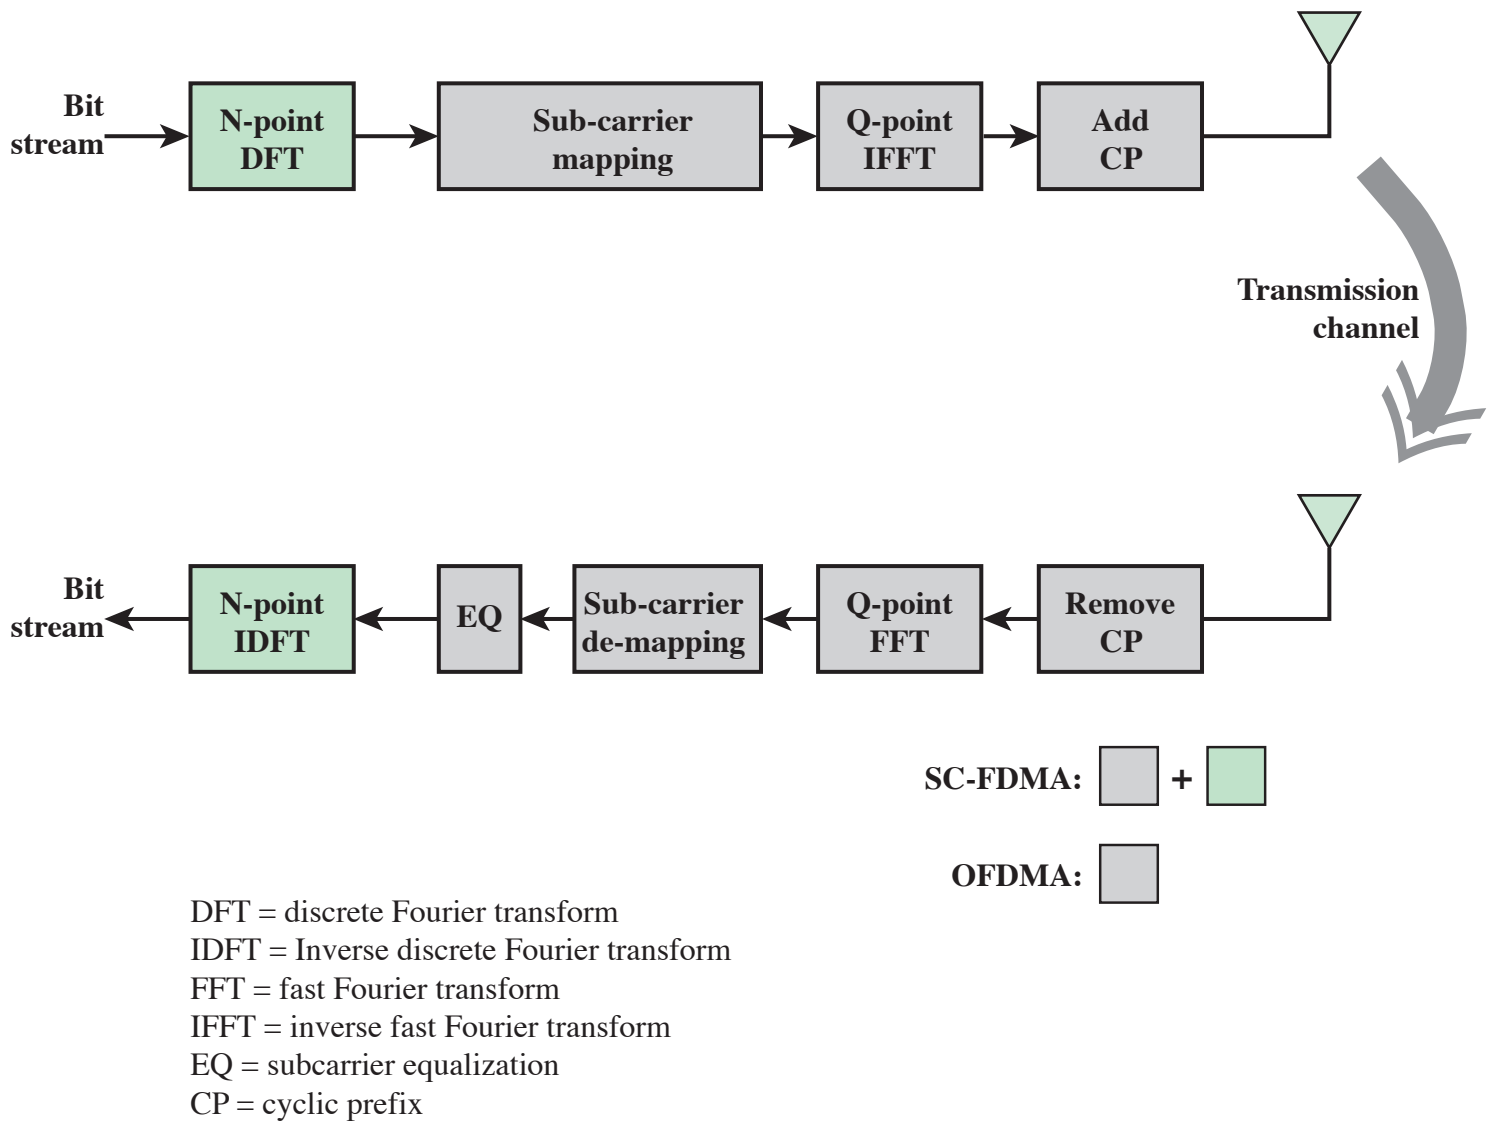 Bit
stream
N-point
DFT
Sub-carrier
mapping
Q-point
IFFT
Add
CP
Transmission
channel
Bit
stream
N-point
IDFT
EQ
Sub-carrier
de-mapping
Q-point
FFT
Remove
CP
SC-FDMA: +
OFDMA:
DFT = discrete Fourier transform
IDFT = Inverse discrete Fourier transform
FFT = fast Fourier transform
IFFT = inverse fast Fourier transform
EQ = subcarrier equalization
CP = cyclic prefix